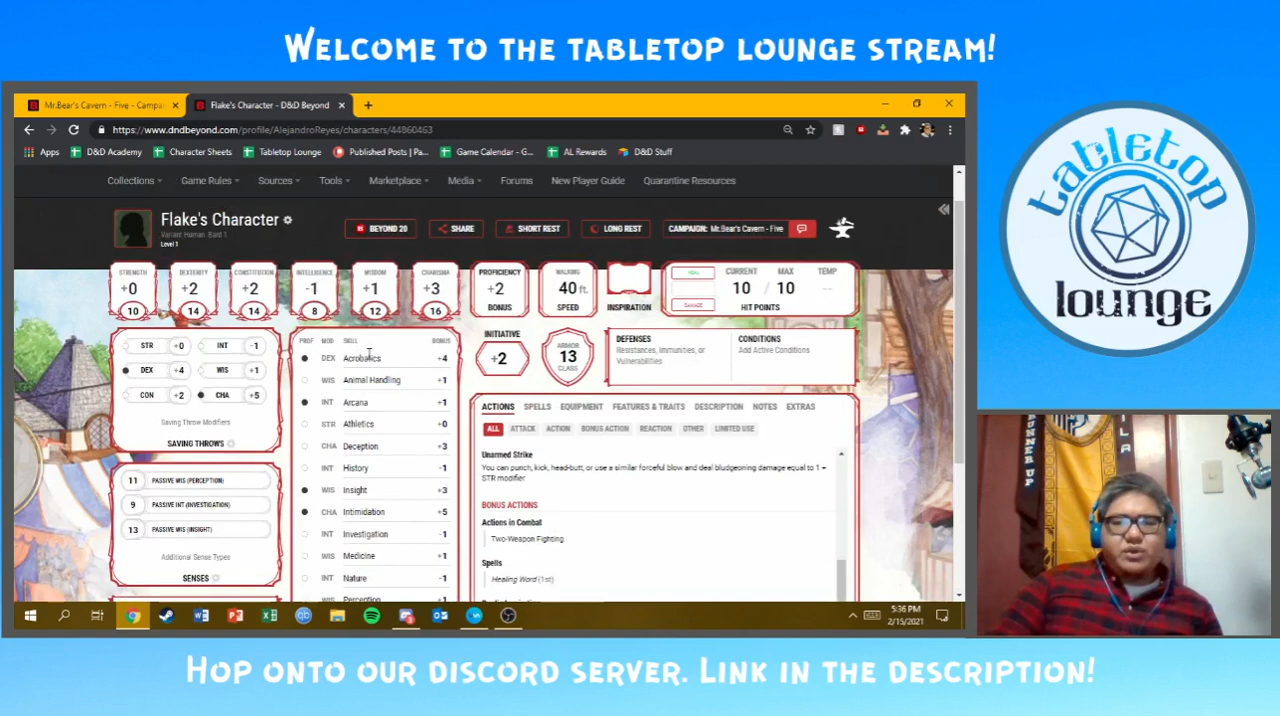 WELCOME TO THE TABLETOP LOUNGE STREAM!
Mr.Bear's Cavern - Five - Campa
Flake's Character - D&D Beyond
https://www.dndbeyond.com/profile/AlejandroReyes/characters/44860463
Apps D&D Academy Character Sheets Tabletop Lounge Published Posts | Pa... Game Calendar - G... AL Rewards D&D Stuff
Collections Game Rules Sources Tools Marketplace Media Forums New Player Guide Quarantine Resources
Flake's Character
Variant Human Bard 1
Level 1
BEYOND 20 SHARE SHORT REST LONG REST CAMPAIGN: Mr.Bear's Cavern - Five
STRENGTH +0 10
DEXTERITY +2 14
CONSTITUTION +2 14
INTELLIGENCE -1 8
WISDOM +1 12
CHARISMA +3 16
PROFICIENCY +2 BONUS
WALKING 40 ft. SPEED
INSPIRATION
HEAL
DAMAGE
CURRENT MAX TEMP
10 / 10 --
HIT POINTS
STR +0 INT -1
DEX +4 WIS +1
CON +2 CHA +5
Saving Throw Modifiers
SAVING THROWS
11 PASSIVE WIS (PERCEPTION)
9 PASSIVE INT (INVESTIGATION)
13 PASSIVE WIS (INSIGHT)
Additional Sense Types
SENSES
PROF MOD SKILL BONUS
DEX Acrobatics +4
WIS Animal Handling +1
INT Arcana +1
STR Athletics +0
CHA Deception +3
INT History -1
WIS Insight +3
CHA Intimidation +5
INT Investigation -1
WIS Medicine +1
INT Nature -1
WIS Perception +1
INITIATIVE
+2
ARMOR
13
CLASS
DEFENSES
Resistances, Immunities, or
Vulnerabilities
CONDITIONS
Add Active Conditions
ACTIONS SPELLS EQUIPMENT FEATURES & TRAITS DESCRIPTION NOTES EXTRAS
ALL ATTACK ACTION BONUS ACTION REACTION OTHER LIMITED USE
Unarmed Strike
You can punch, kick, head-butt, or use a similar forceful blow and deal bludgeoning damage equal to 1 +
STR modifier
BONUS ACTIONS
Actions in Combat
Two-Weapon Fighting
Spells
Healing Word (1st)
5:36 PM
2/15/2021
tabletop
lounge
RUNNER UP
ILA
HOP ONTO OUR DISCORD SERVER. LINK IN THE DESCRIPTION!